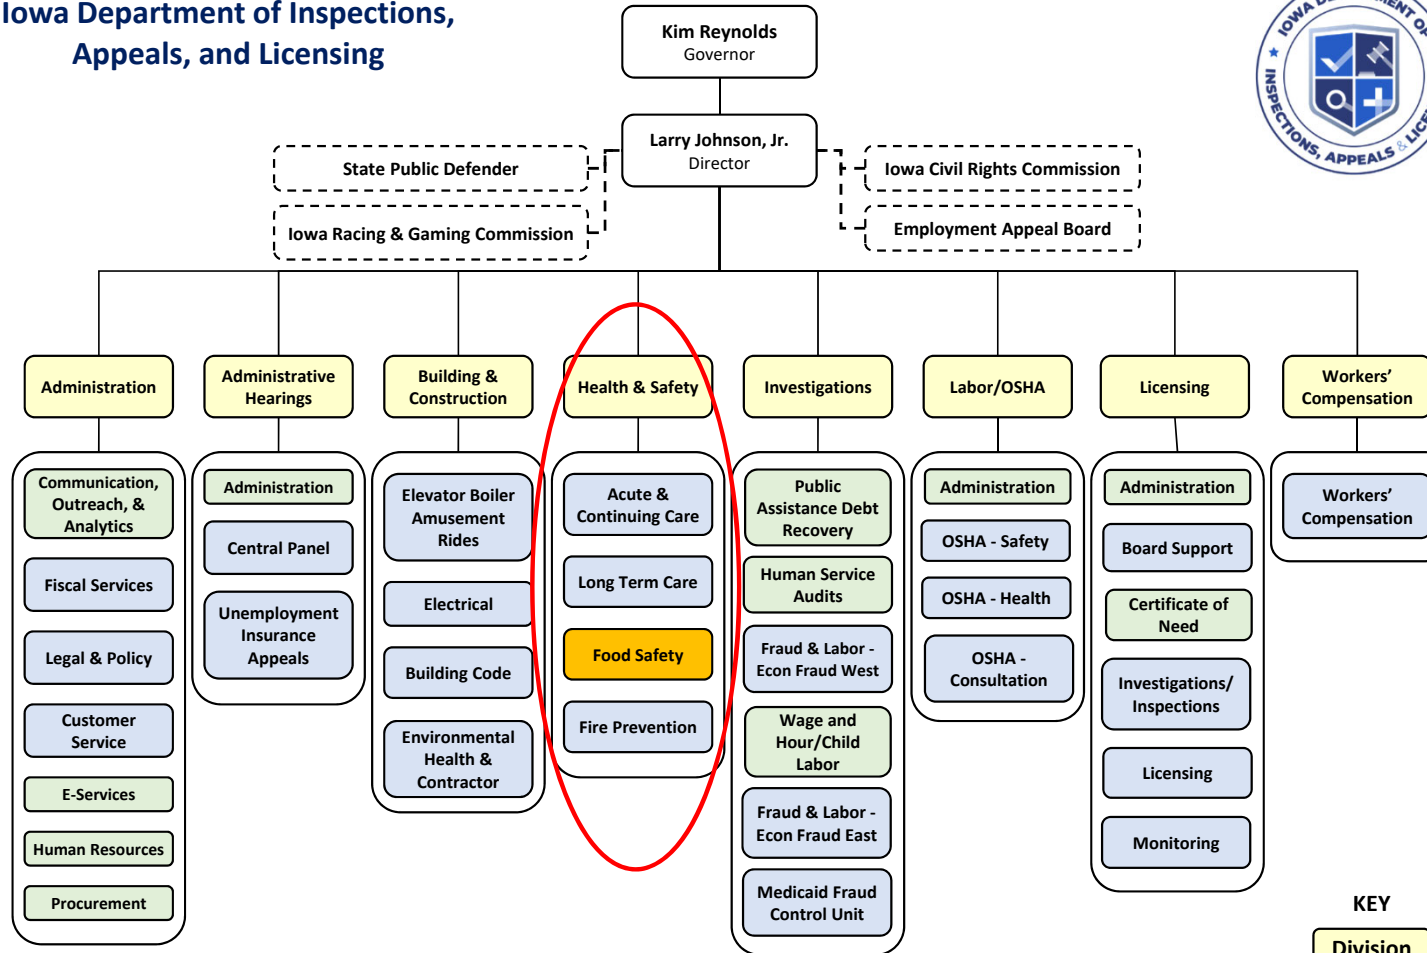 Iowa Department of Inspections,
Appeals, and Licensing
Kim Reynolds
Governor
IOWA DE
OF
INSPECTIONS, APPEALS &
Larry Johnson, Jr.
Director
State Public Defender
Iowa Civil Rights Commission
Iowa Racing & Gaming Commission
Employment Appeal Board
Administration
Communication,
Outreach, &
Analytics
Fiscal Services
Legal & Policy
Customer
Service
E-Services
Human Resources
Procurement
Administrative
Hearings
Administration
Central Panel
Unemployment
Insurance
Appeals
Building &
Construction
Elevator Boiler
Amusement
Rides
Electrical
Building Code
Environmental
Health &
Contractor
Health & Safety
Acute &
Continuing Care
Long Term Care
Food Safety
Fire Prevention
Investigations
Public
Assistance Debt
Recovery
Human Service
Audits
Fraud & Labor -
Econ Fraud West
Wage and
Hour/Child
Labor
Fraud & Labor -
Econ Fraud East
Medicaid Fraud
Control Unit
Labor/OSHA
Administration
OSHA - Safety
OSHA - Health
OSHA -
Consultation
Licensing
Administration
Board Support
Certificate of
Need
Investigations/
Inspections
Licensing
Monitoring
Workers'
Compensation
Workers'
Compensation
KEY
Division